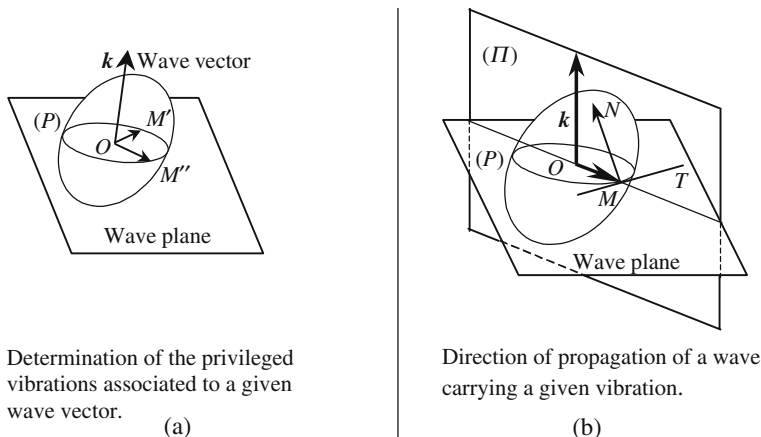 k Wave vector
(P)
M′
O
M″
Wave plane
Determination of the privileged
vibrations associated to a given
wave vector.
(a)
(Π)
k
N
(P)
O
T
M
Wave plane
Direction of propagation of a wave
carrying a given vibration.
(b)